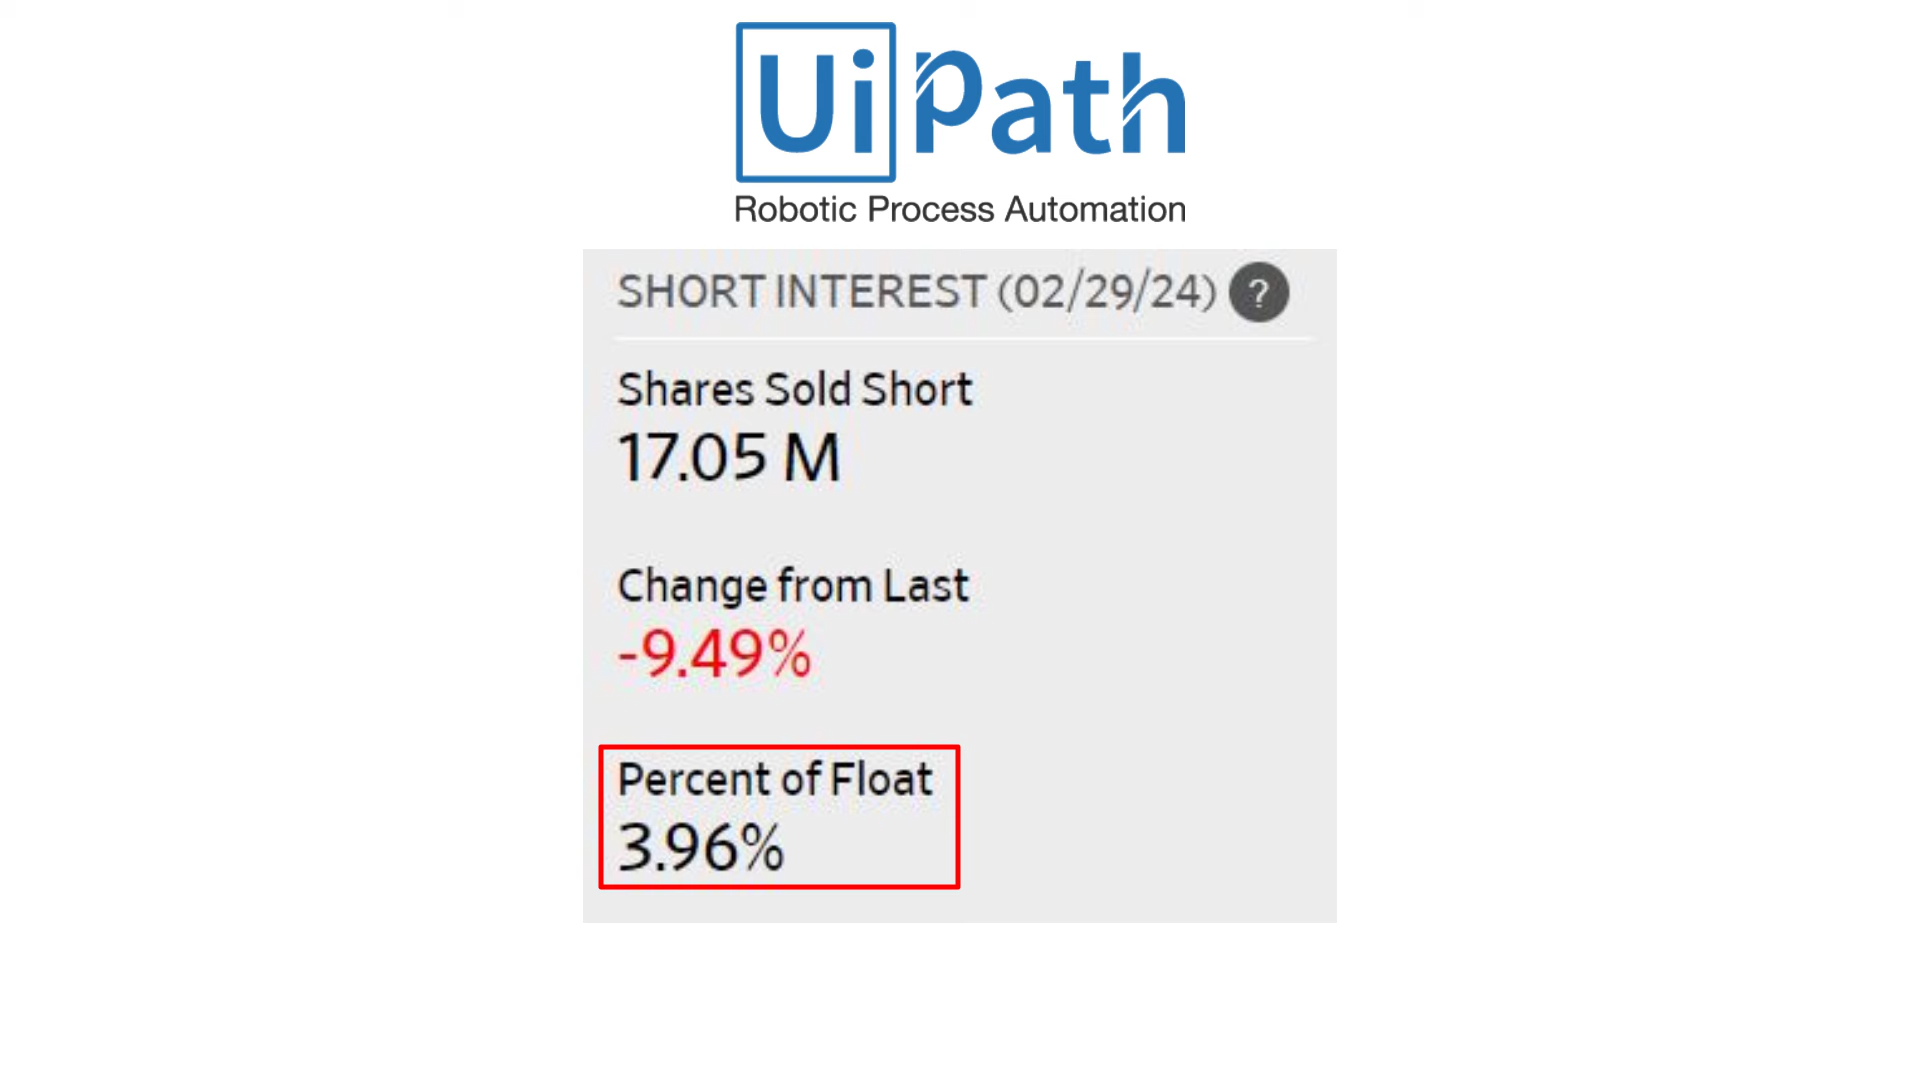 UiPath
Robotic Process Automation
SHORT INTEREST (02/29/24) ?
Shares Sold Short
17.05 M
Change from Last
-9.49%
Percent of Float
3.96%